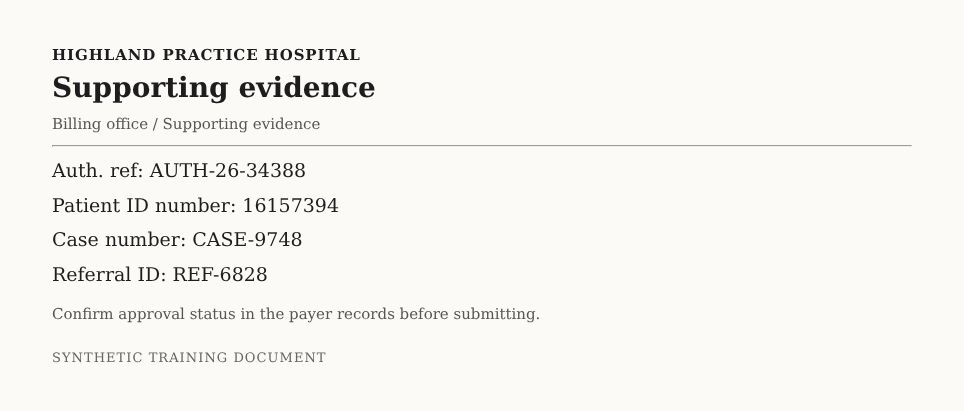 HIGHLAND PRACTICE HOSPITAL
Supporting evidence
Billing office / Supporting evidence
Auth. ref: AUTH-26-34388
Patient ID number: 16157394
Case number: CASE-9748
Referral ID: REF-6828
Confirm approval status in the payer records before submitting.
SYNTHETIC TRAINING DOCUMENT